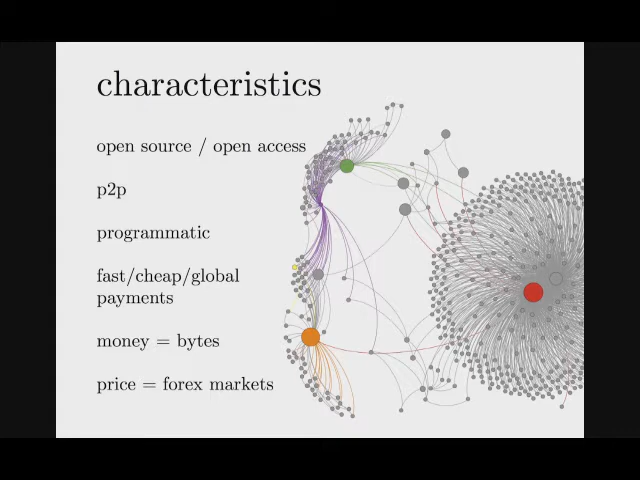 characteristics
open source / open access
p2p
programmatic
fast/cheap/global
payments
money = bytes
price = forex markets